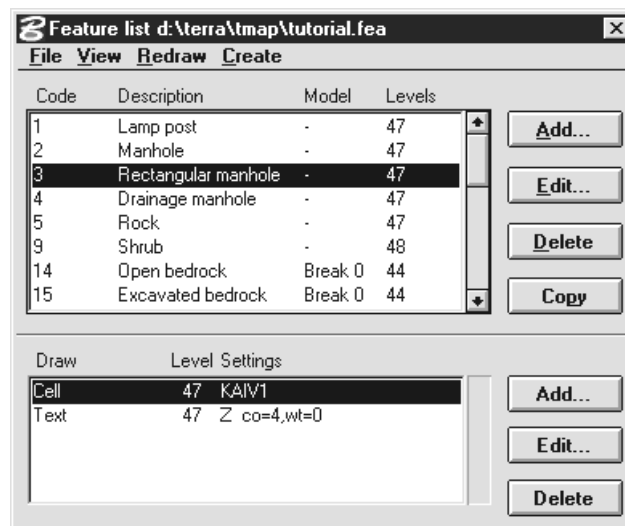 Feature list d:\terra\tmap\tutorial.fea
File View Redraw Create
Code Description Model Levels
1 Lamp post - 47
2 Manhole - 47
3 Rectangular manhole - 47
4 Drainage manhole - 47
5 Rock - 47
9 Shrub - 48
14 Open bedrock Break 0 44
15 Excavated bedrock Break 0 44
Add...
Edit...
Delete
Copy
Draw Level Settings
Cell 47 KAIV1
Text 47 Z co=4,wt=0
Add...
Edit...
Delete